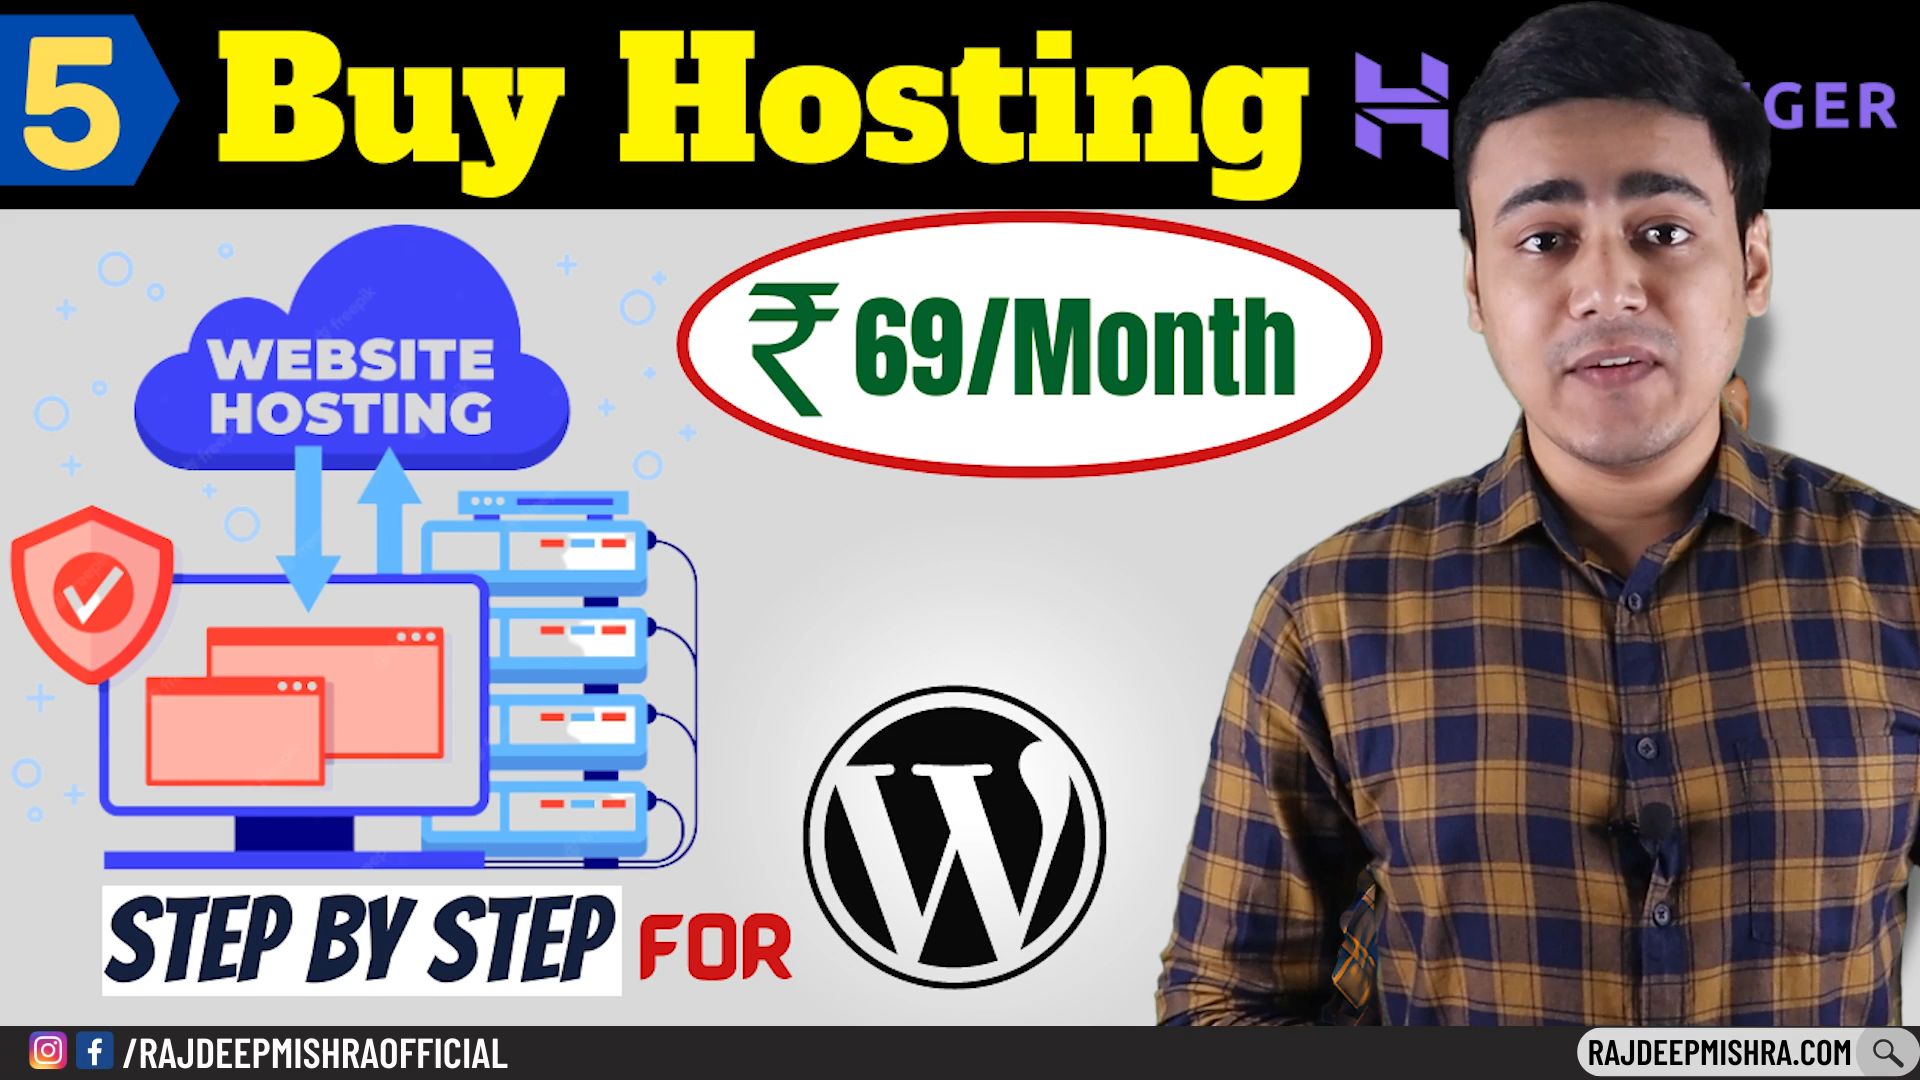 5 Buy Hosting H GER
WEBSITE
HOSTING
₹ 69/Month
STEP BY STEP FOR
/RAJDEEPMISHRAOFFICIAL
RAJDEEPMISHRA.COM